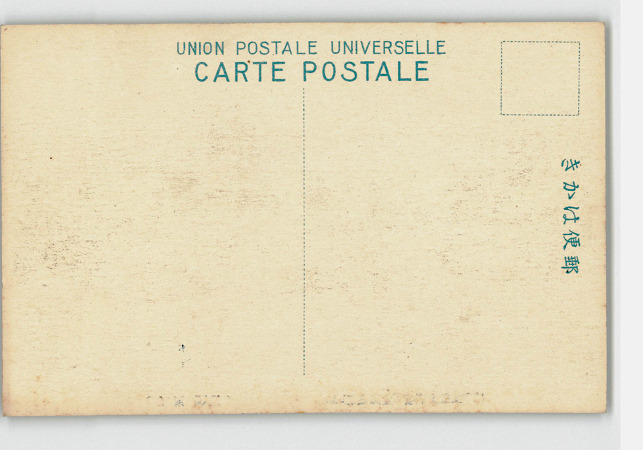 UNION POSTALE UNIVERSELLE
CARTE POSTALE
きかは便郵